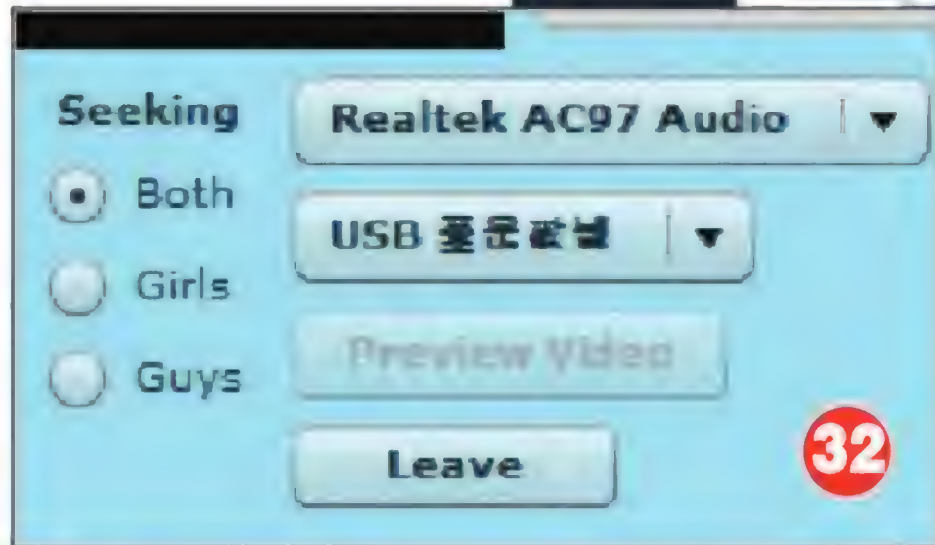 Seeking
Realtek AC97 Audio
Both
USB
Girls
Preview Video
Guys
Leave
32